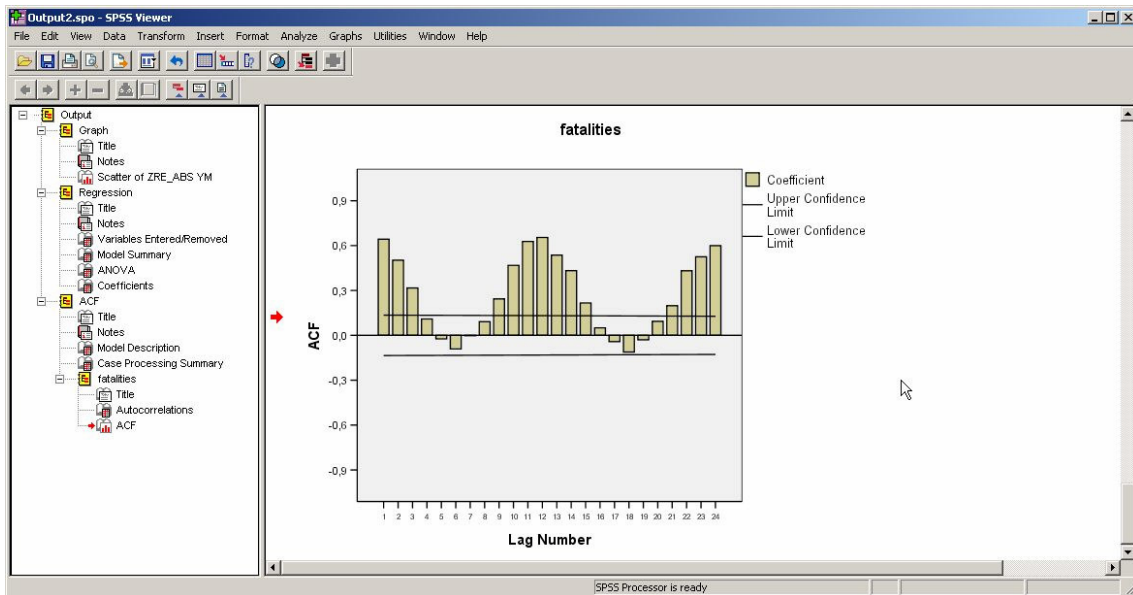 Output2.spo - SPSS Viewer
File Edit View Data Transform Insert Format Analyze Graphs Utilities Window Help
Output
Graph
Title
Notes
Scatter of ZRE_ABS YM
Regression
Title
Notes
Variables Entered/Removed
Model Summary
ANOVA
Coefficients
ACF
Title
Notes
Model Description
Case Processing Summary
fatalities
Title
Autocorrelations
ACF
fatalities
Coefficient
Upper Confidence
Limit
Lower Confidence
Limit
ACF
0,9
0,6
0,3
0,0
-0,3
-0,6
-0,9
1 2 3 4 5 6 7 8 9 10 11 12 13 14 15 16 17 18 19 20 21 22 23 24
Lag Number
SPSS Processor is ready